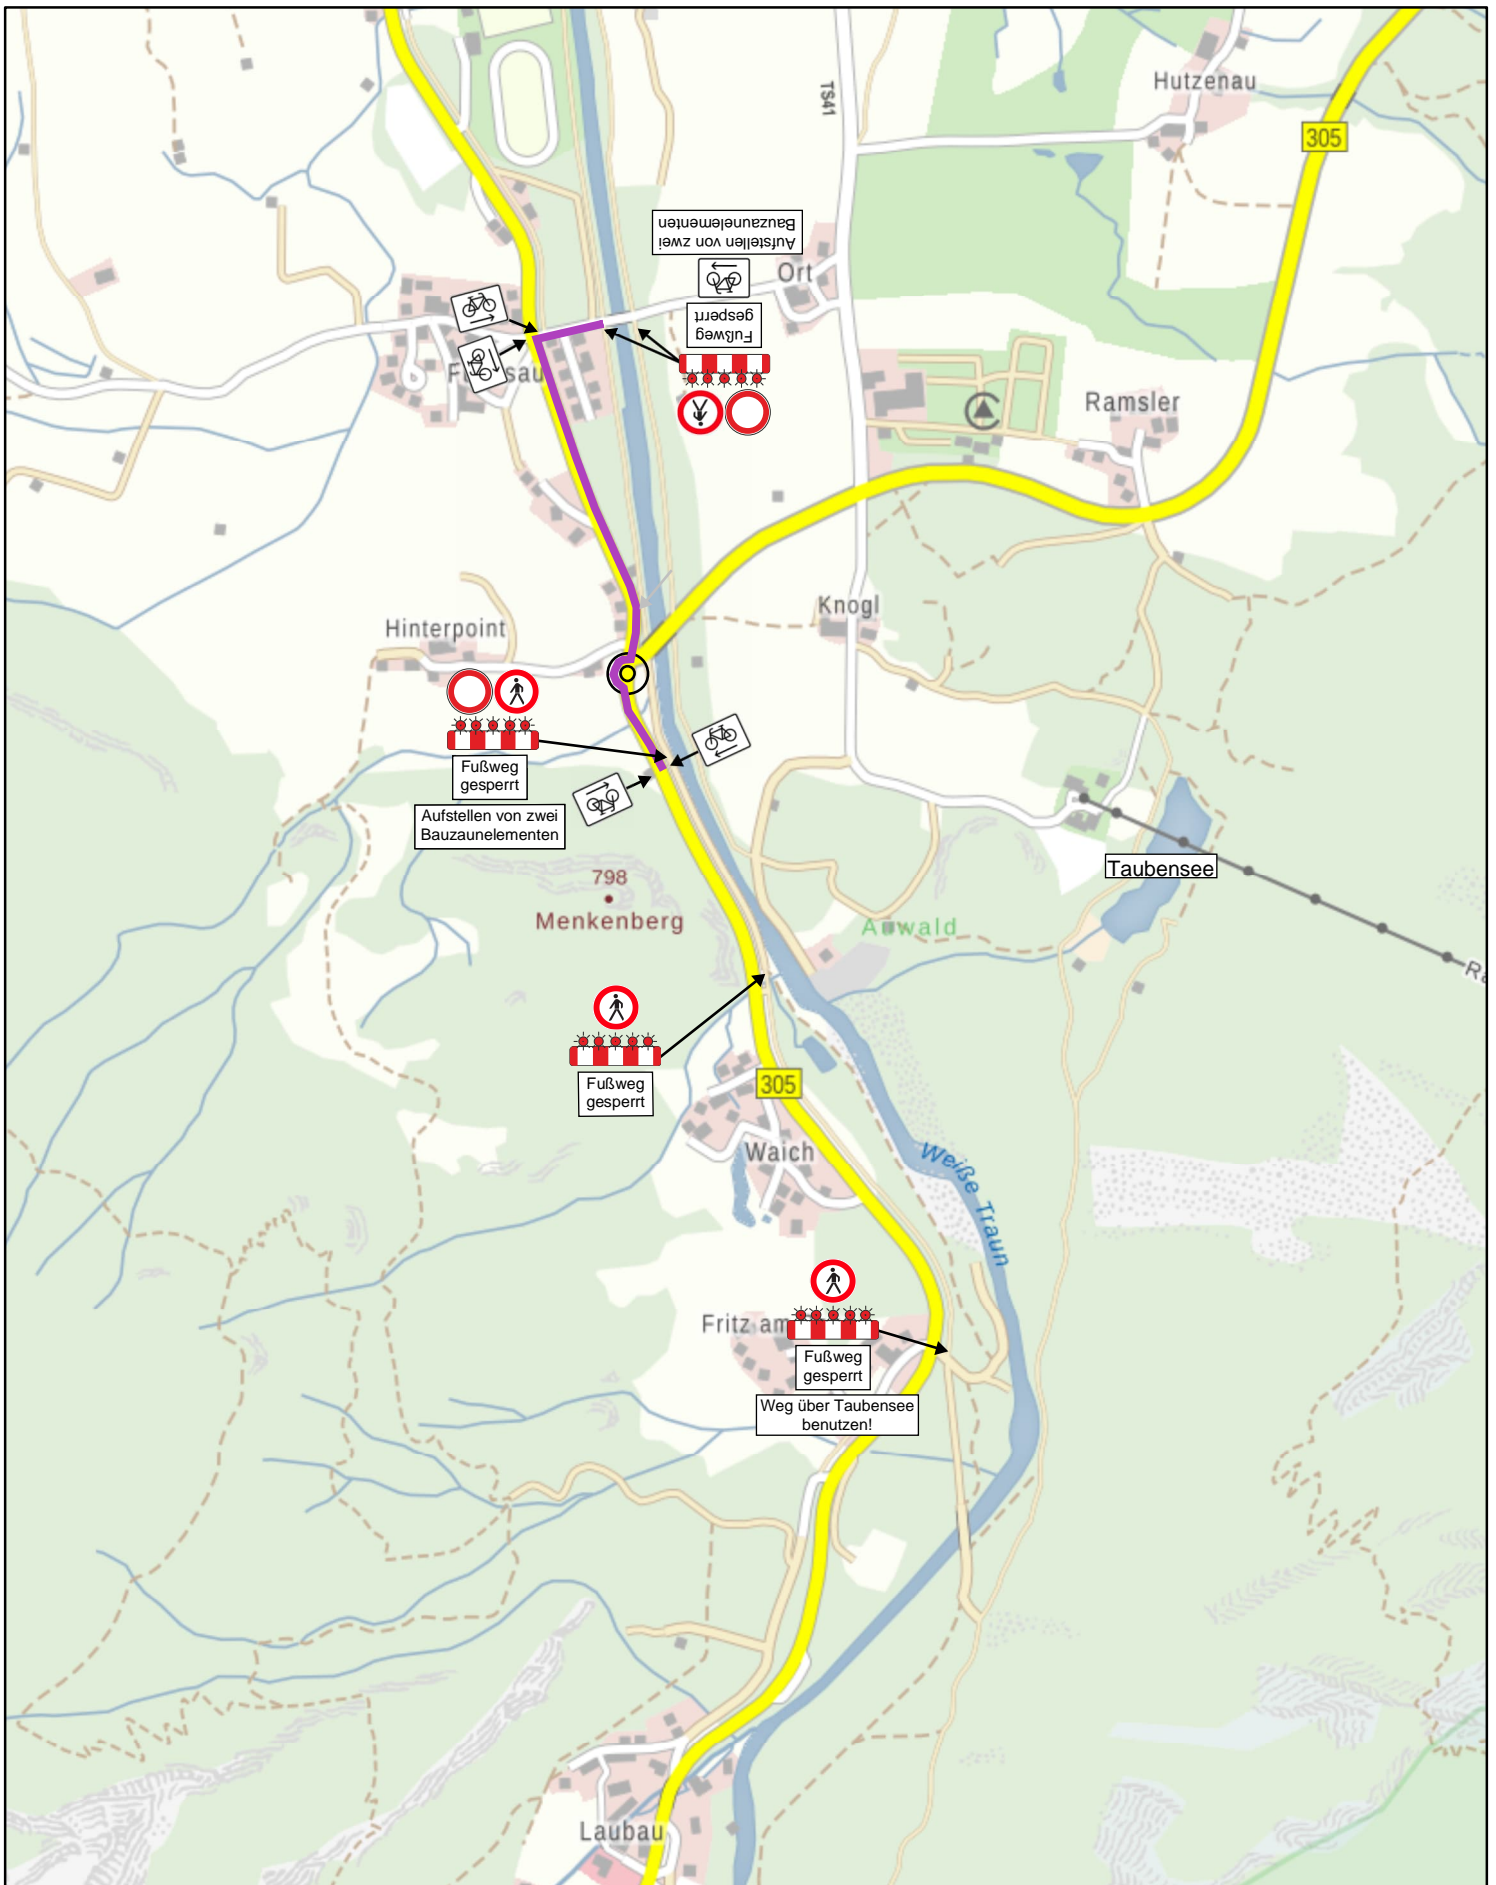 Hutzenau
TS41
305
Aufstellen von zwei
Bauzaunelementen
Ort
Fußweg
gesperrt
Ramsler
Knogl
Hinterpoint
Fußweg
gesperrt
Aufstellen von zwei
Bauzaunelementen
Taubensee
798
Menkenberg
Auwald
Fußweg
gesperrt
305
Waich
Weiße Traun
Fritz am
Fußweg
gesperrt
Weg über Taubensee
benutzen!
Laubau